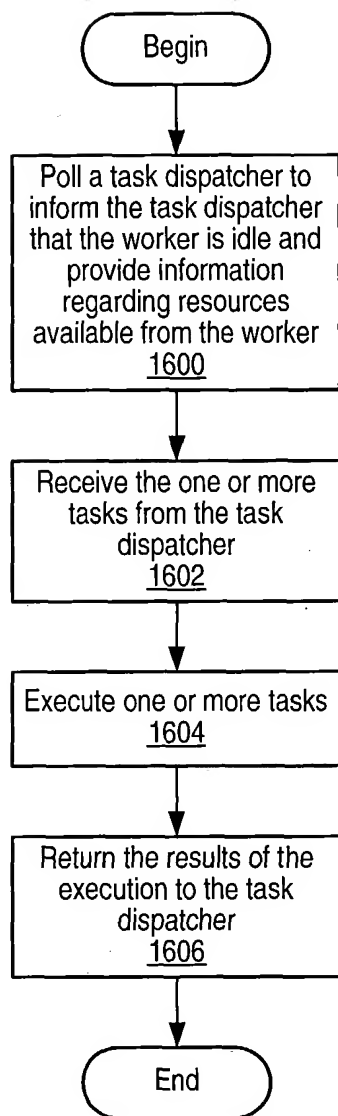 Begin
Poll a task dispatcher to
inform the task dispatcher
that the worker is idle and
provide information
regarding resources
available from the worker
1600
Receive the one or more
tasks from the task
dispatcher
1602
Execute one or more tasks
1604
Return the results of the
execution to the task
dispatcher
1606
End